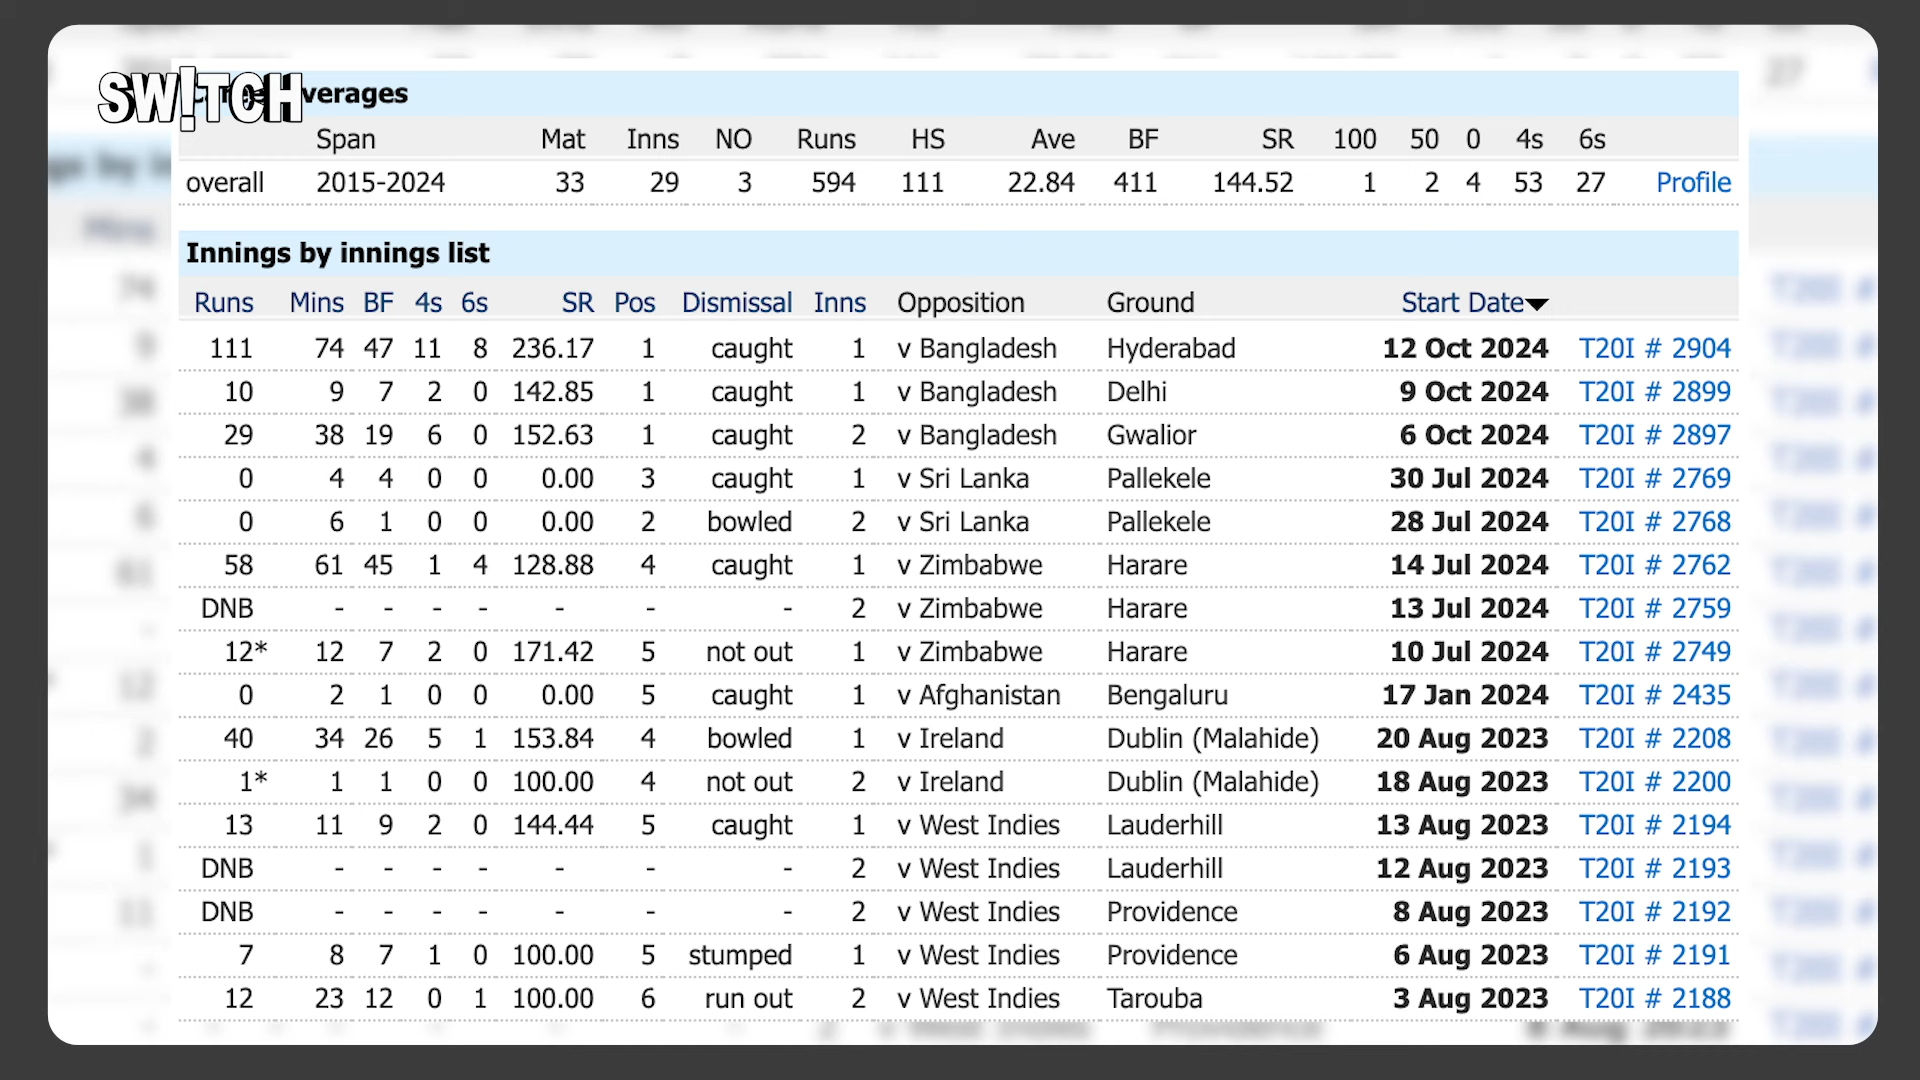 SW!TCH
verages
Span Mat Inns NO Runs HS Ave BF SR 100 50 0 4s 6s
overall 2015-2024 33 29 3 594 111 22.84 411 144.52 1 2 4 53 27 Profile
Innings by innings list
Runs Mins BF 4s 6s SR Pos Dismissal Inns Opposition Ground Start Date
111 74 47 11 8 236.17 1 caught 1 v Bangladesh Hyderabad 12 Oct 2024 T20I # 2904
10 9 7 2 0 142.85 1 caught 1 v Bangladesh Delhi 9 Oct 2024 T20I # 2899
29 38 19 6 0 152.63 1 caught 2 v Bangladesh Gwalior 6 Oct 2024 T20I # 2897
0 4 4 0 0 0.00 3 caught 1 v Sri Lanka Pallekele 30 Jul 2024 T20I # 2769
0 6 1 0 0 0.00 2 bowled 2 v Sri Lanka Pallekele 28 Jul 2024 T20I # 2768
58 61 45 1 4 128.88 4 caught 1 v Zimbabwe Harare 14 Jul 2024 T20I # 2762
DNB - - - - - - - 2 v Zimbabwe Harare 13 Jul 2024 T20I # 2759
12* 12 7 2 0 171.42 5 not out 1 v Zimbabwe Harare 10 Jul 2024 T20I # 2749
0 2 1 0 0 0.00 5 caught 1 v Afghanistan Bengaluru 17 Jan 2024 T20I # 2435
40 34 26 5 1 153.84 4 bowled 1 v Ireland Dublin (Malahide) 20 Aug 2023 T20I # 2208
1* 1 1 0 0 100.00 4 not out 2 v Ireland Dublin (Malahide) 18 Aug 2023 T20I # 2200
13 11 9 2 0 144.44 5 caught 1 v West Indies Lauderhill 13 Aug 2023 T20I # 2194
DNB - - - - - - - 2 v West Indies Lauderhill 12 Aug 2023 T20I # 2193
DNB - - - - - - - 2 v West Indies Providence 8 Aug 2023 T20I # 2192
7 8 7 1 0 100.00 5 stumped 1 v West Indies Providence 6 Aug 2023 T20I # 2191
12 23 12 0 1 100.00 6 run out 2 v West Indies Tarouba 3 Aug 2023 T20I # 2188